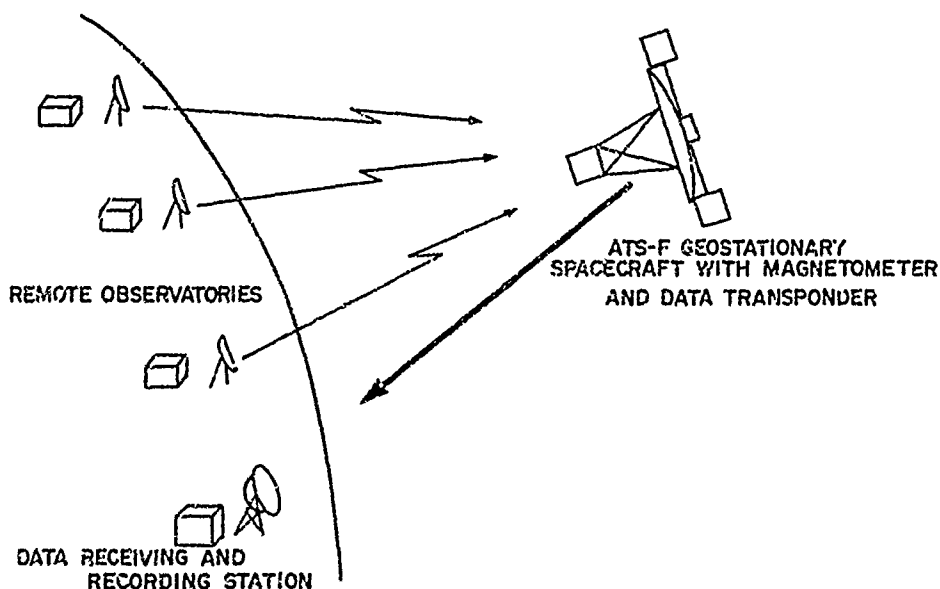 ATS-F GEOSTATIONARY
SPACECRAFT WITH MAGNETOMETER
AND DATA TRANSPONDER
REMOTE OBSERVATORIES
DATA RECEIVING AND
RECORDING STATION